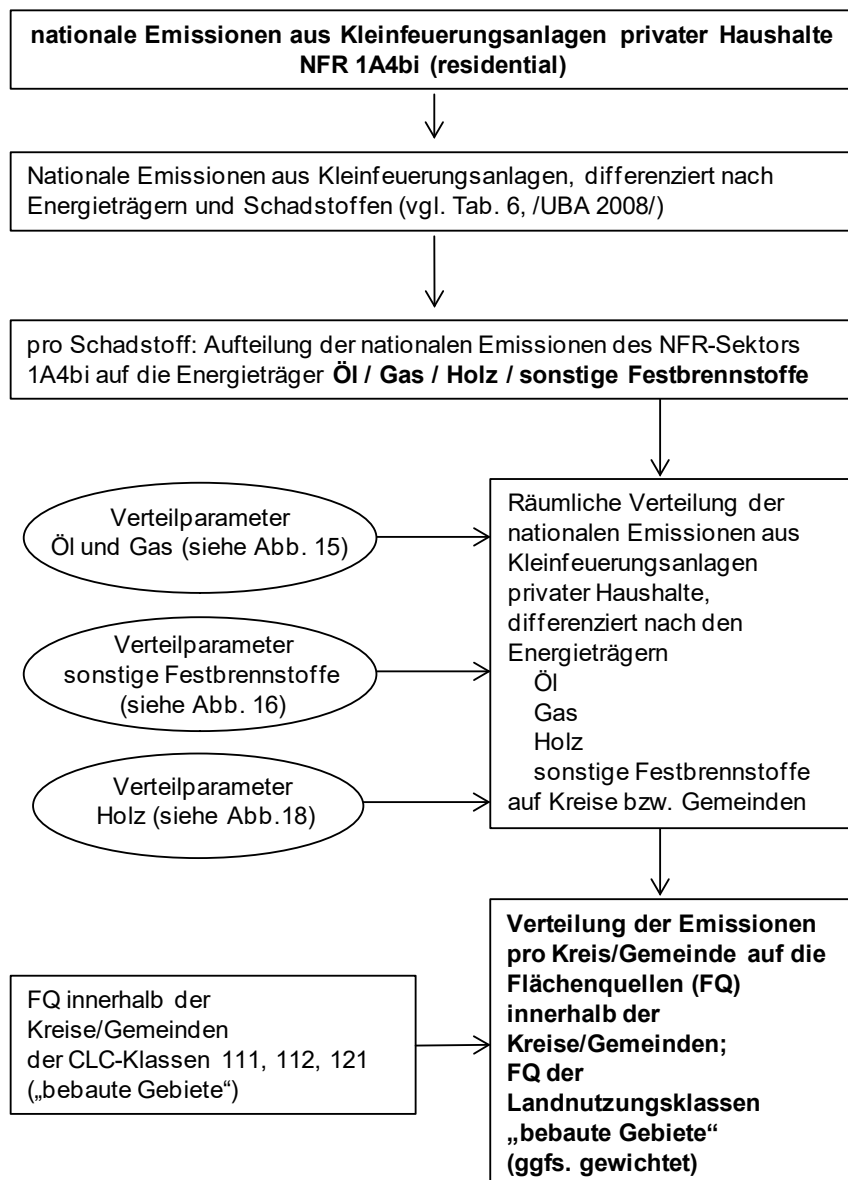 nationale Emissionen aus Kleinfeuerungsanlagen privater Haushalte
NFR 1A4bi (residential)
Nationale Emissionen aus Kleinfeuerungsanlagen, differenziert nach
Energieträgern und Schadstoffen (vgl. Tab. 6, /UBA 2008/)
pro Schadstoff: Aufteilung der nationalen Emissionen des NFR-Sektors
1A4bi auf die Energieträger Öl / Gas / Holz / sonstige Festbrennstoffe
Verteilparameter
Öl und Gas (siehe Abb. 15)
Verteilparameter
sonstige Festbrennstoffe
(siehe Abb. 16)
Verteilparameter
Holz (siehe Abb.18)
Räumliche Verteilung der
nationalen Emissionen aus
Kleinfeuerungsanlagen
privater Haushalte,
differenziert nach den
Energieträgern
Öl
Gas
Holz
sonstige Festbrennstoffe
auf Kreise bzw. Gemeinden
FQ innerhalb der
Kreise/Gemeinden
der CLC-Klassen 111, 112, 121
(„bebaute Gebiete“)
Verteilung der Emissionen
pro Kreis/Gemeinde auf die
Flächenquellen (FQ)
innerhalb der
Kreise/Gemeinden;
FQ der
Landnutzungsklassen
„bebaute Gebiete“
(ggfs. gewichtet)